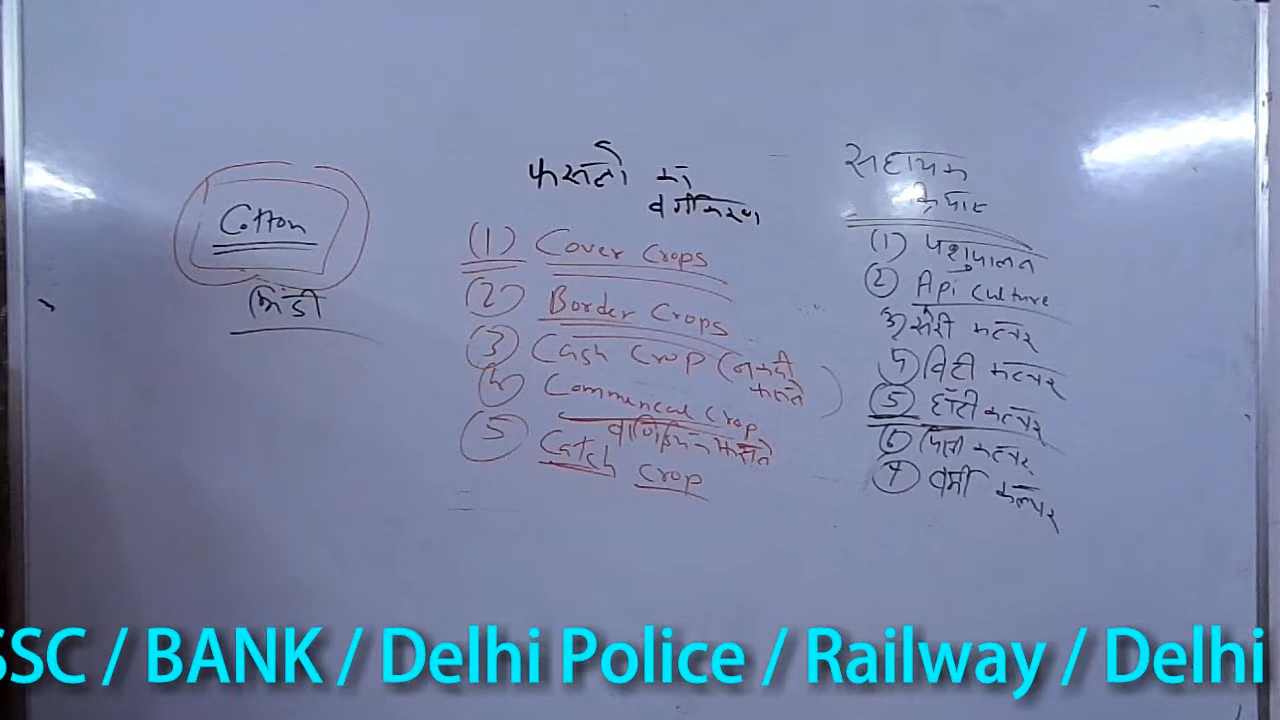 Cotton
भिंडी
फसलों का
वर्गीकरण
(1) Cover Crops
(2) Border Crops
(3) Cash Crop (नकदी
फसलें )
(4) Commerical Crop
वाणिज्यिक फसलें
(5) Catch Crop
सहायक
क्रियाएं
(1) पशुपालन
(2) Api Culture
(3) सेरी कल्चर
(4) विटी कल्चर
(5) हॉर्टी कल्चर
(6) पिसी कल्चर
(7) वर्मी कल्चर
SSC / BANK / Delhi Police / Railway / Delhi